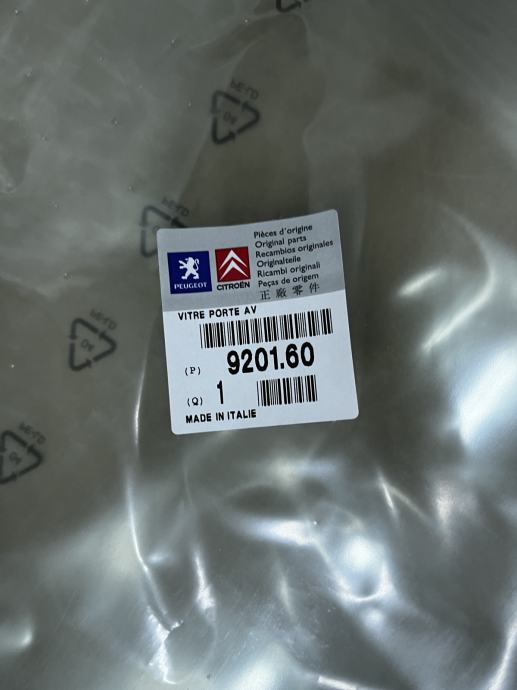 Pièces d'origine
Original parts
Recambios originales
Originalteile
Ricambi originali
Peças de origem
正廠零件
PEUGEOT
CITROËN
VITRE PORTE AV
(P) 9201.60
(Q) 1
MADE IN ITALIE